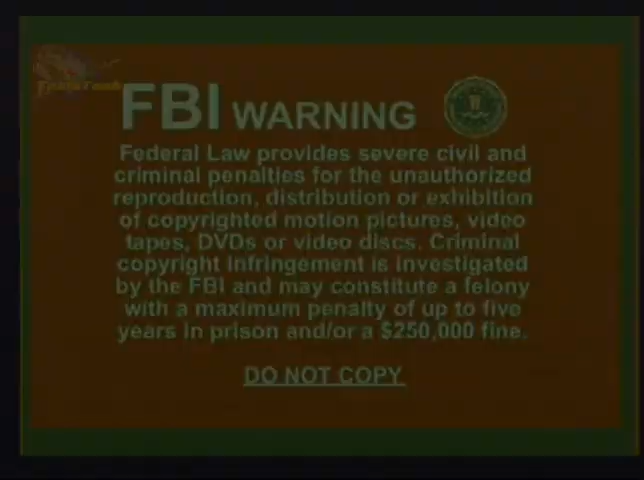 FBI WARNING
Federal Law provides severe civil and
criminal penalties for the unauthorized
reproduction, distribution or exhibition
of copyrighted motion pictures, video
tapes, DVDs or video discs. Criminal
copyright infringement is investigated
by the FBI and may constitute a felony
with a maximum penalty of up to five
years in prison and/or a $250,000 fine.
DO NOT COPY